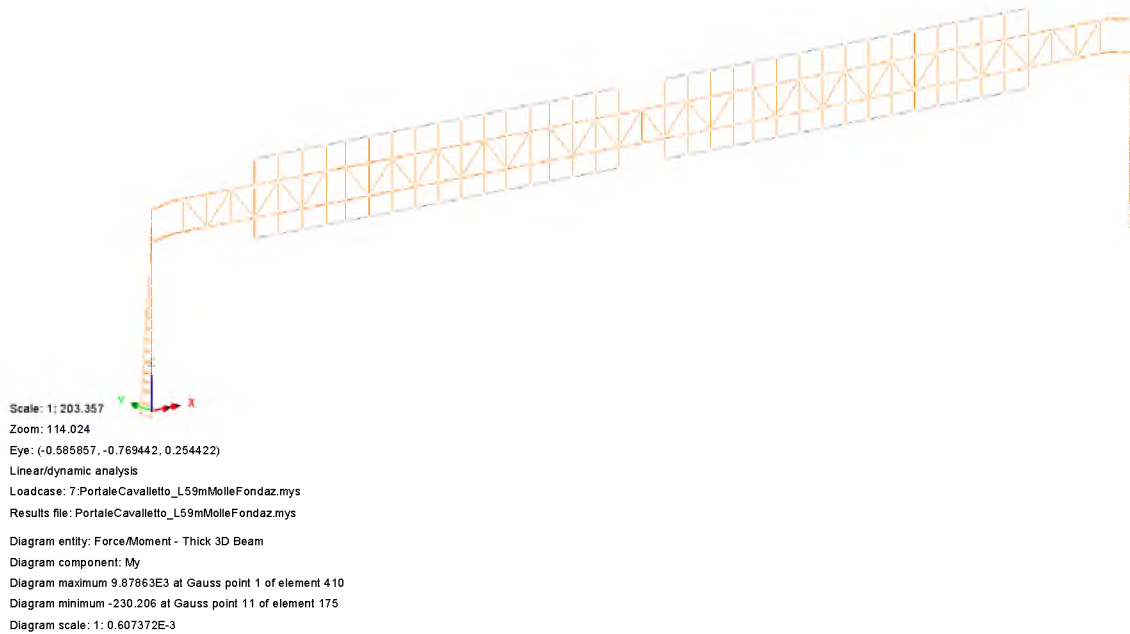 Y
X
Scale: 1: 203.357
Zoom: 114.024
Eye: (-0.585857, -0.769442, 0.254422)
Linear/dynamic analysis
Loadcase: 7:PortaleCavalletto_L59mMolleFondaz.mys
Results file: PortaleCavalletto_L59mMolleFondaz.mys
Diagram entity: Force/Moment - Thick 3D Beam
Diagram component: My
Diagram maximum 9.87863E3 at Gauss point 1 of element 410
Diagram minimum -230.206 at Gauss point 11 of element 175
Diagram scale: 1: 0.607372E-3